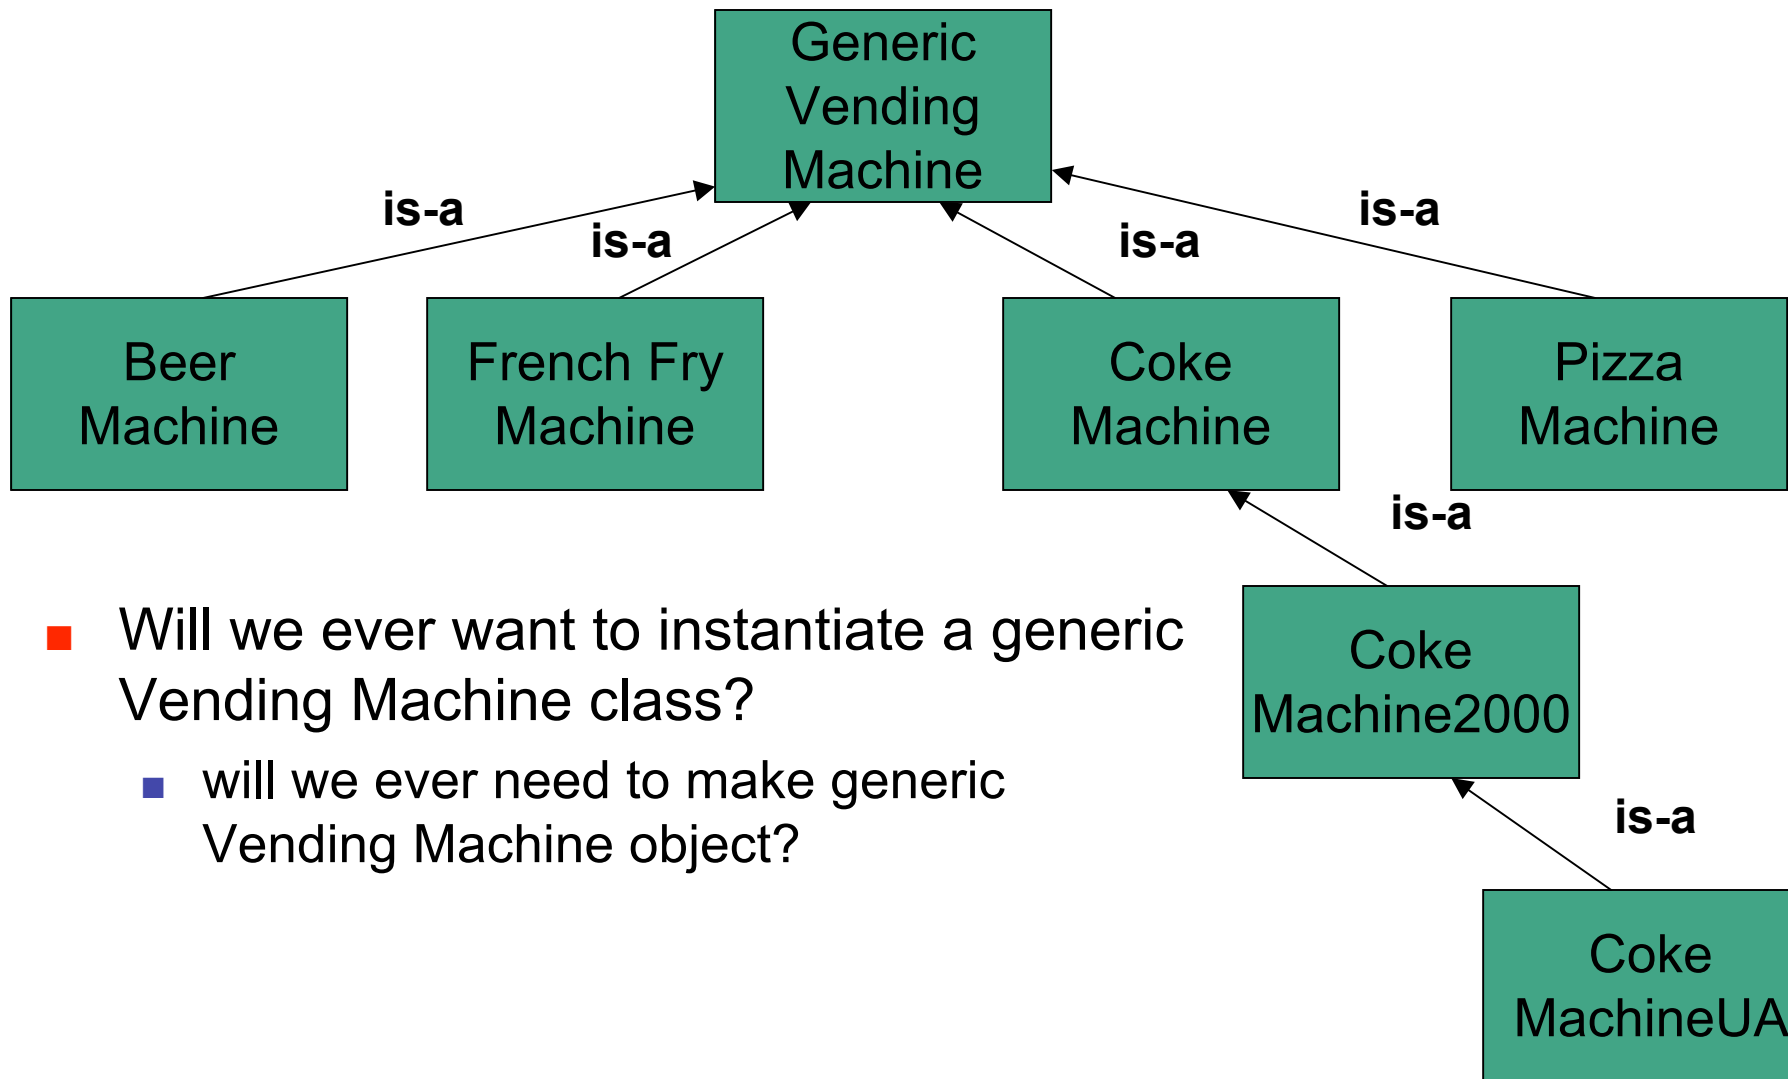 Generic
Vending
Machine
is-a
is-a
is-a
is-a
Beer
Machine
French Fry
Machine
Coke
Machine
Pizza
Machine
is-a
Will we ever want to instantiate a generic
Vending Machine class?
will we ever need to make generic
Vending Machine object?
Coke
Machine2000
is-a
Coke
MachineUA